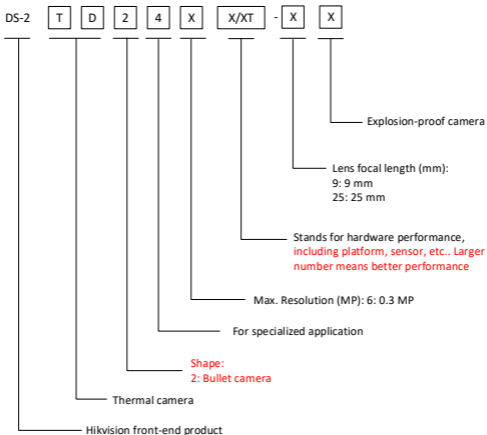 DS-2 T D 2 4 X X/XT - X X
Explosion-proof camera
Lens focal length (mm):
9: 9 mm
25: 25 mm
Stands for hardware performance,
including platform, sensor, etc.. Larger
number means better performance
Max. Resolution (MP): 6: 0.3 MP
For specialized application
Shape:
2: Bullet camera
Thermal camera
Hikvision front-end product